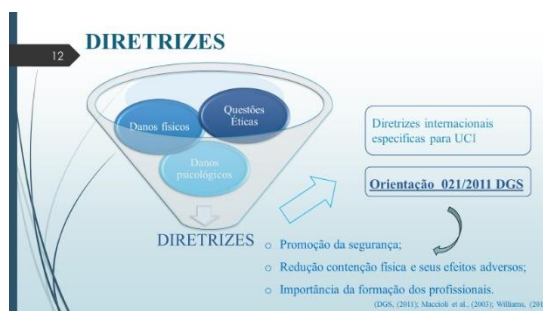 DIRETRIZES
12
Questões
Éticas
Danos físicos
Danos
psicológicos
DIRETRIZES
Diretrizes internacionais
especificas para UCI
Orientação 021/2011 DGS
Promoção da segurança;
Redução contenção física e seus efeitos adversos;
Importância da formação dos profissionais.
(DGS, (2011); Maccioli et al., (2003); Williams, (201